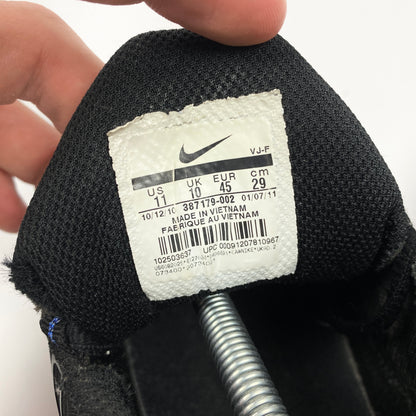 VJ-F
US UK EUR cm
11 10 45 29
10/12/10 387179-002 01/07/11
MADE IN VIETNAM
FABRIQUE AU VIETNAM
102503637 UPC 00091207810967